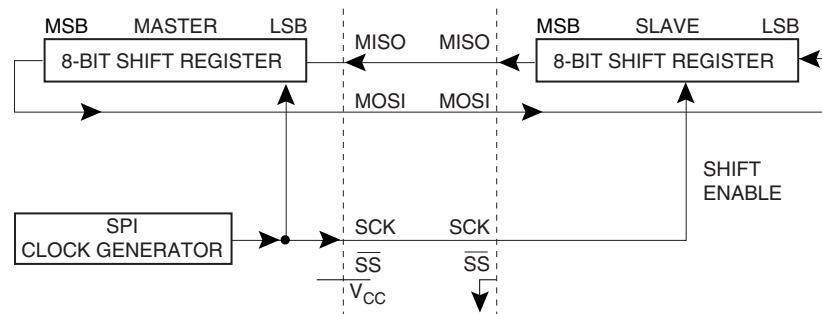 MSB MASTER LSB
8-BIT SHIFT REGISTER
MISO MISO
MSB SLAVE LSB
8-BIT SHIFT REGISTER
MOSI MOSI
SHIFT
ENABLE
SPI
CLOCK GENERATOR
SCK SCK
SS SS
VCC